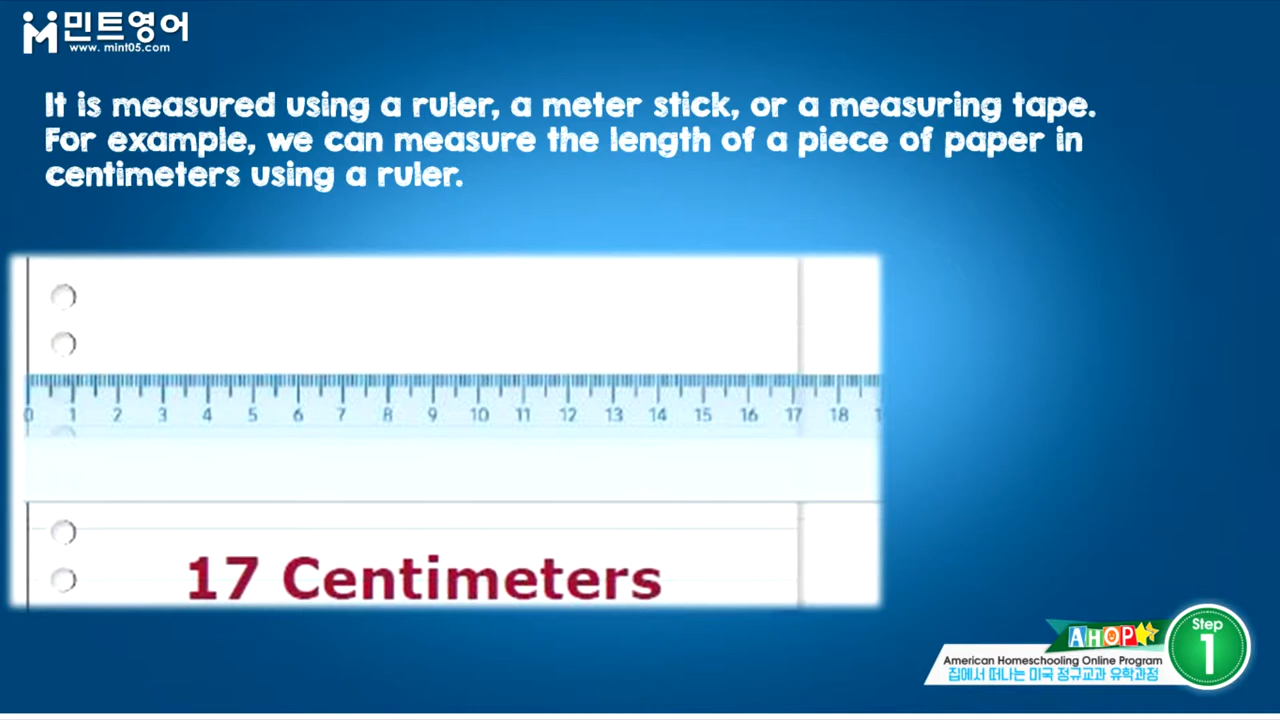 민트영어
www.mint05.com
It is measured using a ruler, a meter stick, or a measuring tape.
For example, we can measure the length of a piece of paper in
centimeters using a ruler.
0 1 2 3 4 5 6 7 8 9 10 11 12 13 14 15 16 17 18
17 Centimeters
AHOP
Step
1
American Homeschooling Online Program
집에서 떠나는 미국 정규교과 유학과정